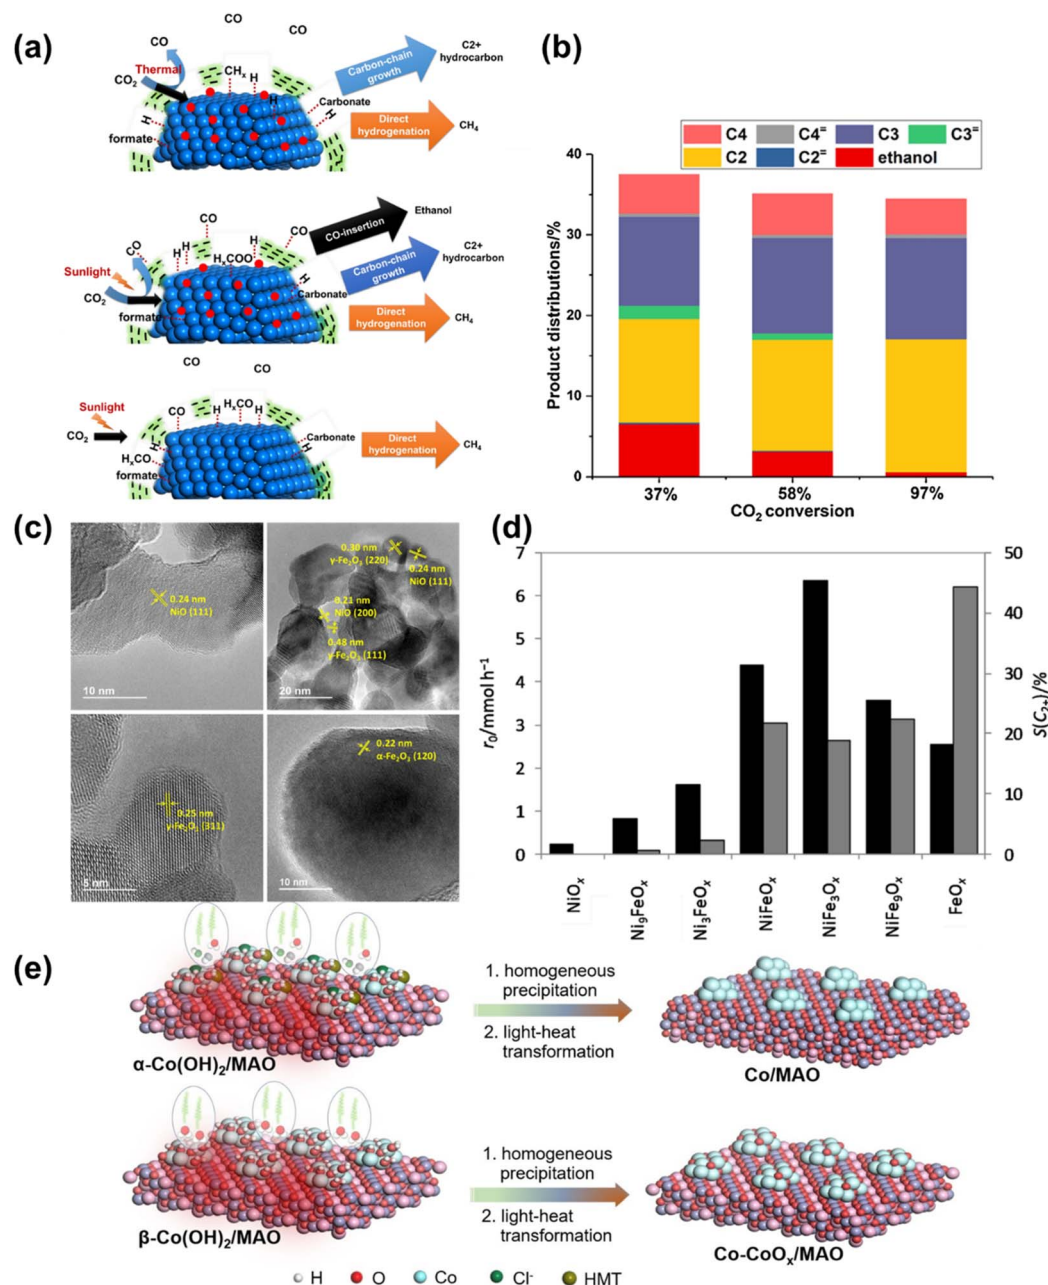 (a)
CO
CO
CO
Thermal
CO₂
CHₓ
H
H
H
H
formate
Carbonate
Carbon-chain
growth
C2+
hydrocarbon
Direct
hydrogenation
CH₄
CO
CO
CO
Sunlight
CO₂
H
H
H
H
HₓCOO
formate
Carbonate
CO-insertion
Ethanol
Carbon-chain
growth
C2+
hydrocarbon
Direct
hydrogenation
CH₄
CO
CO
Sunlight
CO₂
CO
H
HₓCO
H
H
HₓCO
formate
Carbonate
H
Direct
hydrogenation
CH₄
(b)
C4 C4⁼ C3 C3⁼
C2 C2⁼ ethanol
Product distributions/%
40
30
20
10
0
37% 58% 97%
CO₂ conversion
(c)
0.24 nm
NiO (111)
10 nm
0.30 nm
γ-Fe₂O₃ (220)
0.24 nm
NiO (111)
0.21 nm
NiO (200)
0.48 nm
γ-Fe₂O₃ (111)
20 nm
0.25 nm
γ-Fe₂O₃ (311)
5 nm
0.22 nm
α-Fe₂O₃ (120)
10 nm
(d)
r₀/mmol h⁻¹
7
6
5
4
3
2
1
0
S(C₂₊)/%
50
40
30
20
10
0
NiOₓ
Ni₉FeOₓ
Ni₃FeOₓ
NiFeOₓ
NiFe₃Oₓ
NiFe₉Oₓ
FeOₓ
(e)
α-Co(OH)₂/MAO
1. homogeneous
precipitation
2. light-heat
transformation
Co/MAO
β-Co(OH)₂/MAO
1. homogeneous
precipitation
2. light-heat
transformation
Co-CoOₓ/MAO
H O Co Cl⁻ HMT